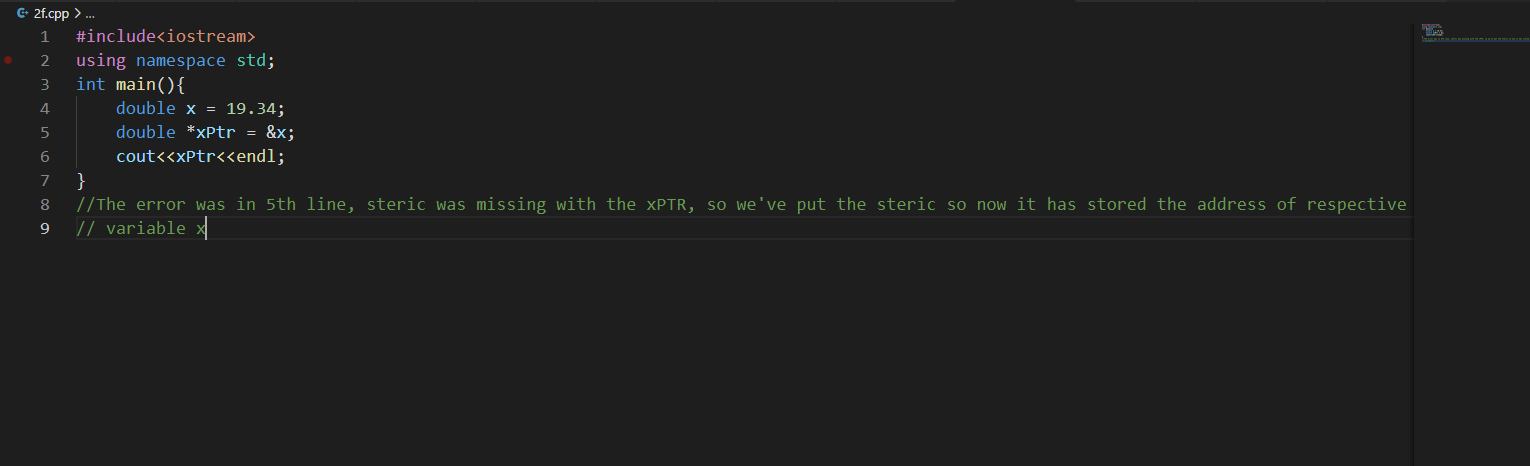 2f.cpp > ...
1 #include<iostream>
2 using namespace std;
3 int main(){
4 double x = 19.34;
5 double *xPtr = &x;
6 cout<<xPtr<<endl;
7 }
8 //The error was in 5th line, steric was missing with the xPTR, so we've put the steric so now it has stored the address of respective
9 // variable x